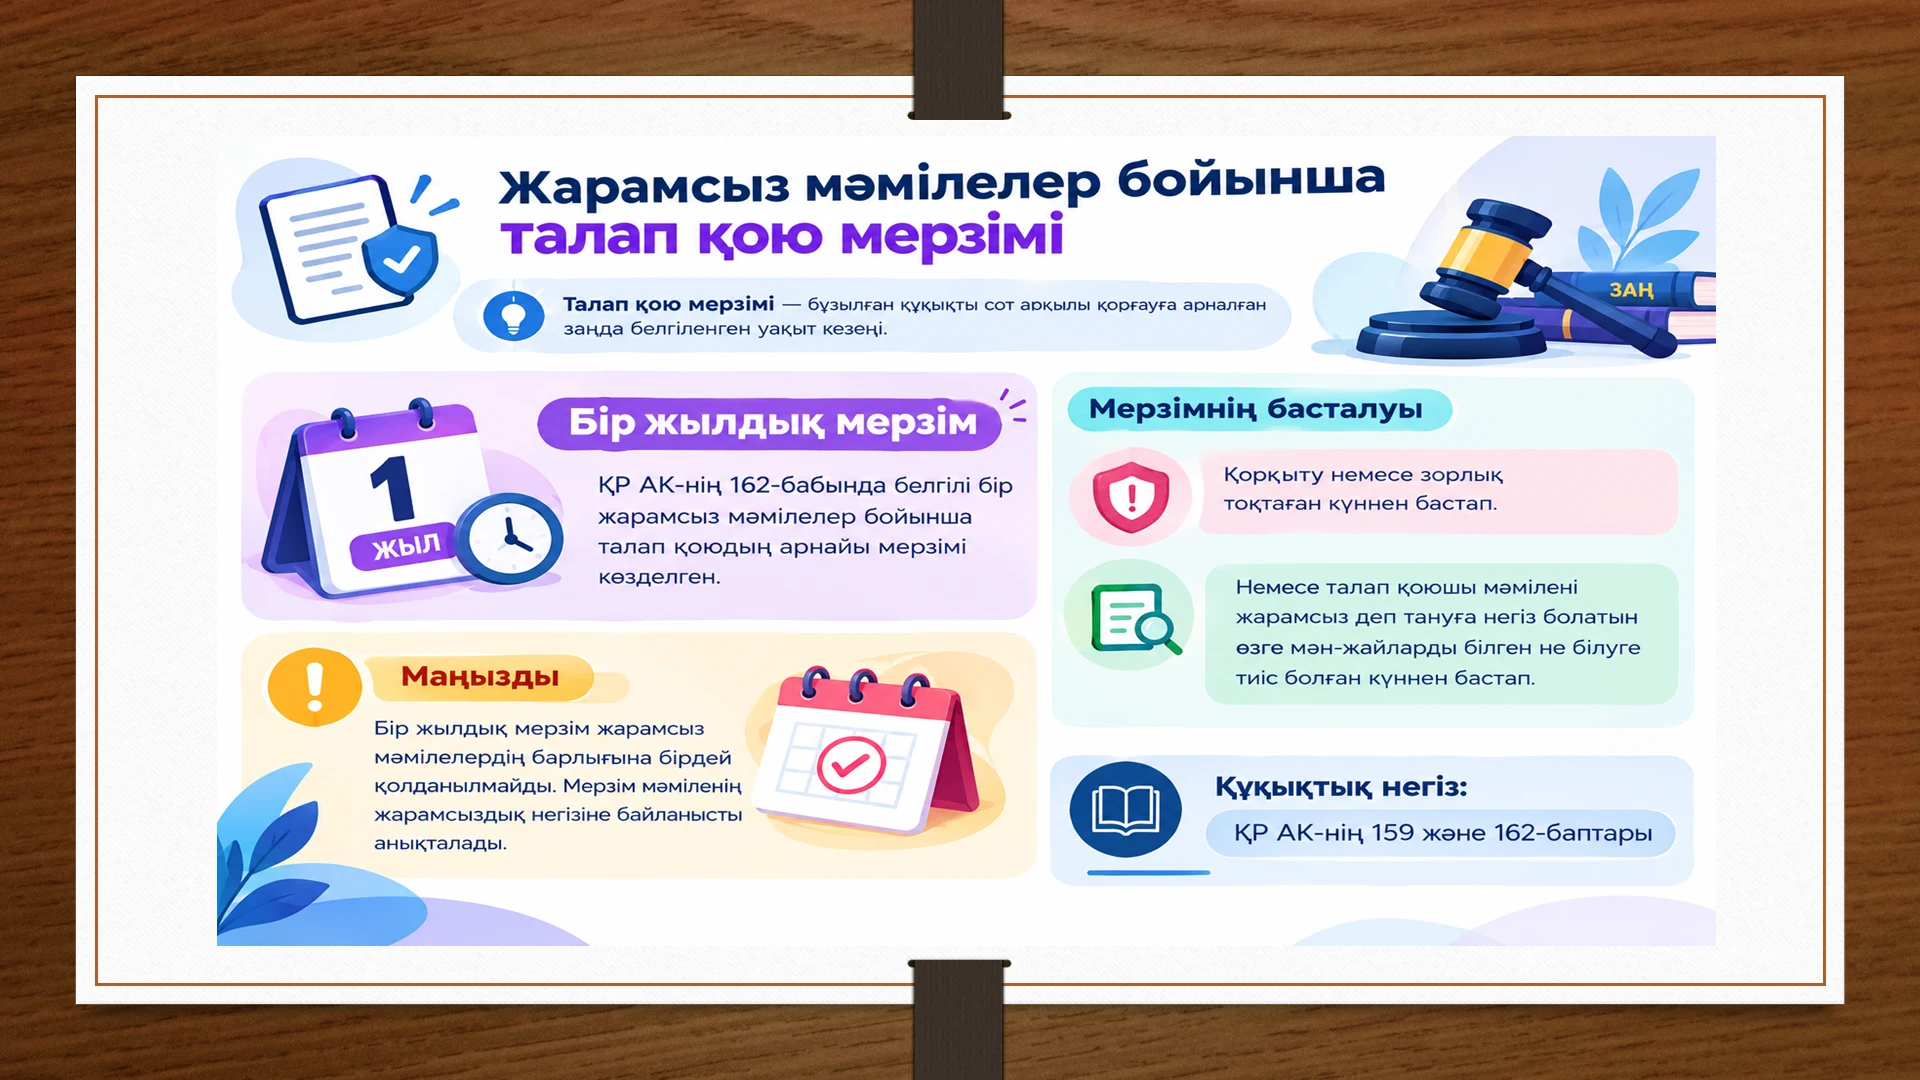 Жарамсыз мәмілелер бойынша
талап қою мерзімі
Талап қою мерзімі — бұзылған құқықты сот арқылы қорғауға арналған
заңда белгіленген уақыт кезеңі.
ЗАҢ
1
ЖЫЛ
Бір жылдық мерзім
ҚР АК-нің 162-бабында белгілі бір
жарамсыз мәмілелер бойынша
талап қоюдың арнайы мерзімі
көзделген.
Мерзімнің басталуы
Қорқыту немесе зорлық
тоқтаған күннен бастап.
Немесе талап қоюшы мәмілені
жарамсыз деп тануға негіз болатын
өзге мән-жайларды білген не білуге
тиіс болған күннен бастап.
Маңызды
Бір жылдық мерзім жарамсыз
мәмілелердің барлығына бірдей
қолданылмайды. Мерзім мәміленің
жарамсыздық негізіне байланысты
анықталады.
Құқықтық негіз:
ҚР АК-нің 159 және 162-баптары